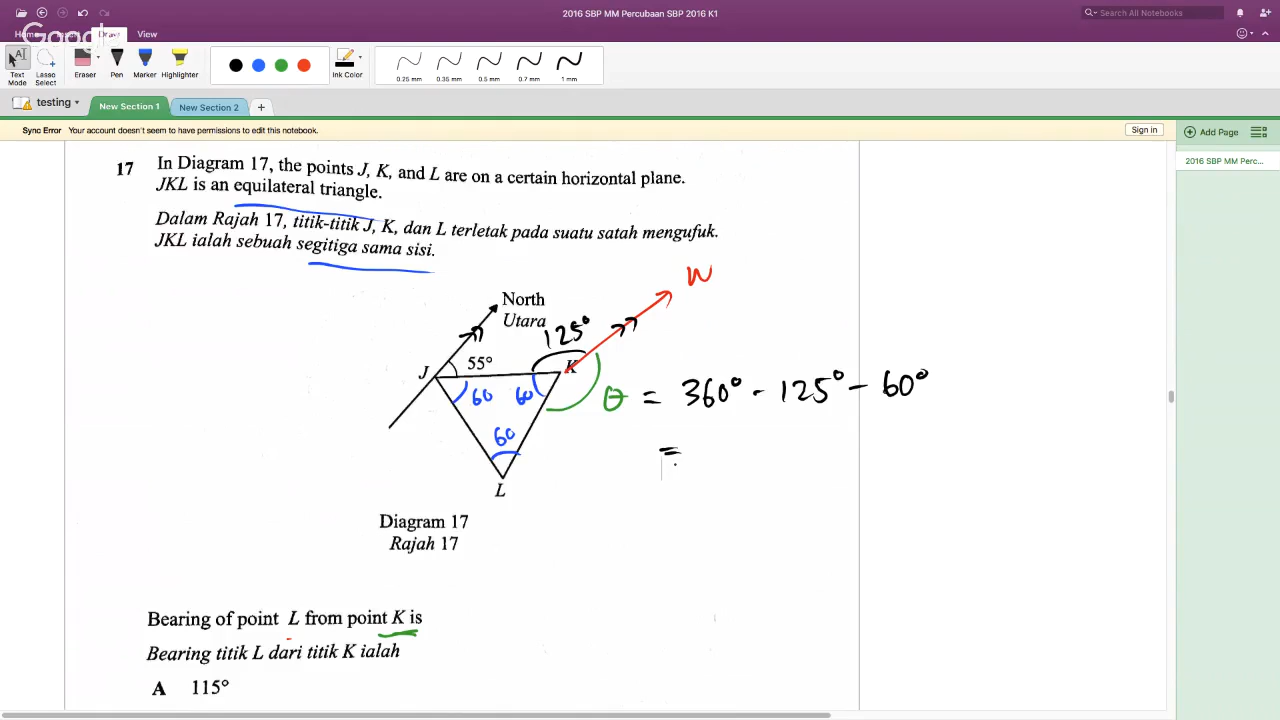 2016 SBP MM Percubaan SBP 2016 K1
Search All Notebooks
Google
Home
Insert
Draw
View
Text Mode
Lasso Select
Eraser
Pen
Marker
Highlighter
Ink Color
0.25 mm
0.35 mm
0.5 mm
0.7 mm
1 mm
testing
New Section 1
New Section 2
+
Sync Error Your account doesn't seem to have permissions to edit this notebook.
Sign in
Add Page
2016 SBP MM Perc...
17 In Diagram 17, the points J, K, and L are on a certain horizontal plane.
JKL is an equilateral triangle.
Dalam Rajah 17, titik-titik J, K, dan L terletak pada suatu satah mengufuk.
JKL ialah sebuah segitiga sama sisi.
N
North
Utara
125°
J
55°
K
60
60
60
θ = 360° - 125° - 60°
=
L
Diagram 17
Rajah 17
Bearing of point L from point K is
Bearing titik L dari titik K ialah
A 115°